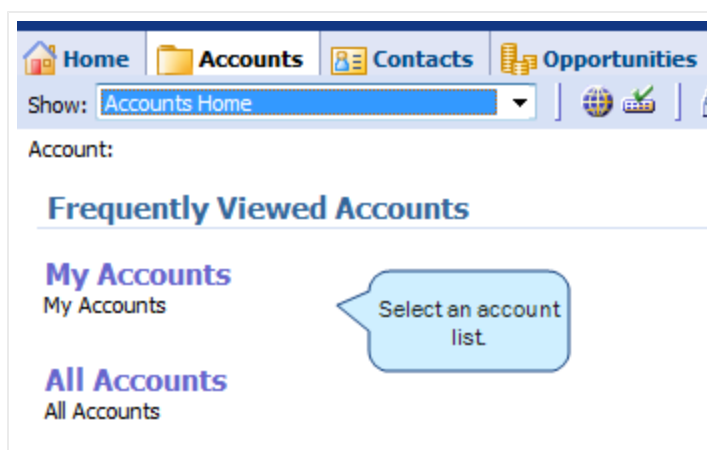 Home Accounts Contacts Opportunities
Show: Accounts Home
Account:
Frequently Viewed Accounts
My Accounts
My Accounts
Select an account
list.
All Accounts
All Accounts